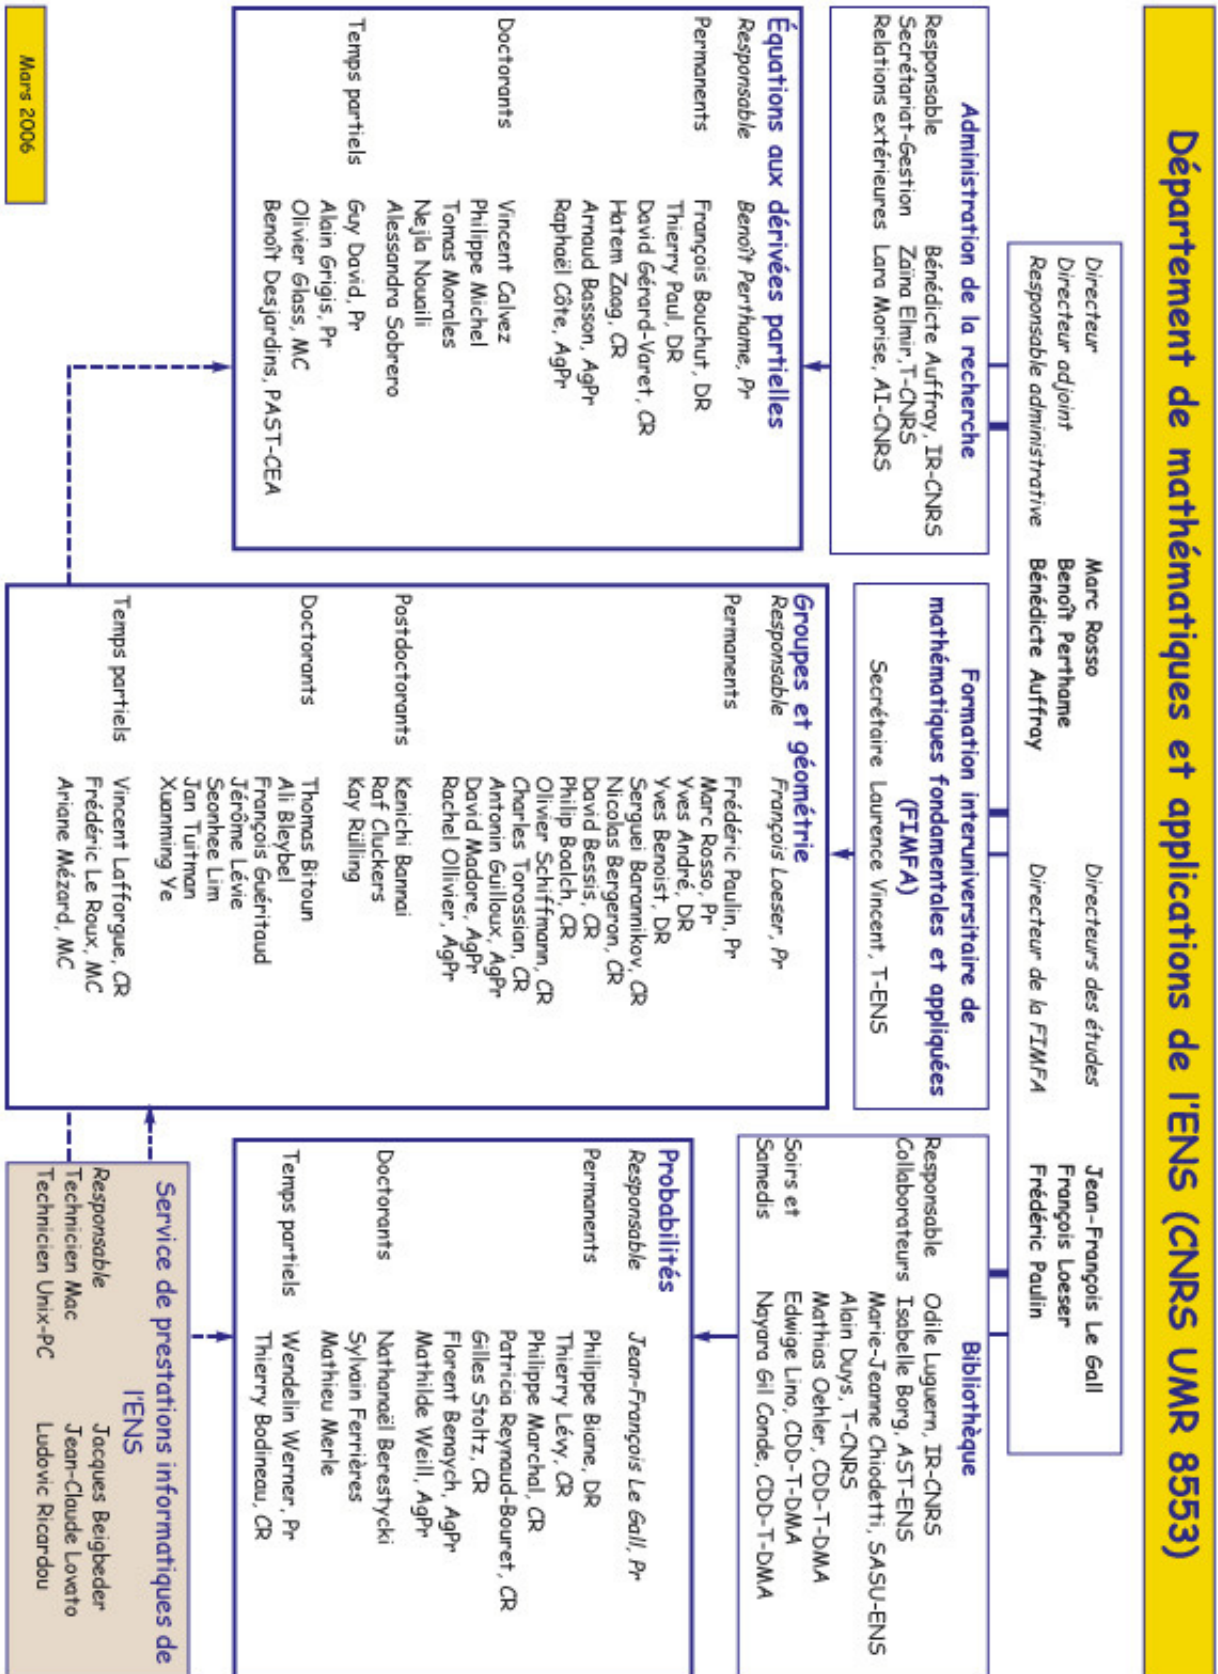 Département de mathématiques et applications de l'ENS (CNRS UMR 8553)
Directeur Marc Rosso Directeurs des études Jean-François Le Gall
Directeur adjoint Benoît Perthame François Loeser
Responsable administrative Bénédicte Auffray Directeur de la FIMFA Frédéric Paulin
Administration de la recherche
Responsable Bénédicte Auffray, IR-CNRS
Secrétariat-Gestion Zaïna Elmir, T-CNRS
Relations extérieures Lara Morise, AI-CNRS
Formation interuniversitaire de
mathématiques fondamentales et appliquées
(FIMFA)
Secrétaire Laurence Vincent, T-ENS
Bibliothèque
Responsable Odile Luguern, IR-CNRS
Collaborateurs Isabelle Borg, AST-ENS
Marie-Jeanne Chiodetti, SASU-ENS
Alain Duys, T-CNRS
Mathias Oehler, CDD-T-DMA
Soirs et Edwige Lino, CDD-T-DMA
Samedis Nayara Gil Conde, CDD-T-DMA
Équations aux dérivées partielles
Responsable Benoît Perthame, Pr
Permanents François Bouchut, DR
Thierry Paul, DR
David Gérard-Varet, CR
Hatem Zaag, CR
Arnaud Basson, AgPr
Raphaël Côte, AgPr
Doctorants Vincent Calvez
Philippe Michel
Tomas Morales
Nejla Nouaili
Alessandra Sobrero
Temps partiels Guy David, Pr
Alain Grigis, Pr
Olivier Glass, MC
Benoît Desjardins, PAST-CEA
Groupes et géométrie
Responsable François Loeser, Pr
Permanents Frédéric Paulin, Pr
Marc Rosso, Pr
Yves André, DR
Yves Benoist, DR
Serguei Barannikov, CR
Nicolas Bergeron, CR
David Bessis, CR
Philip Boalch, CR
Olivier Schiffmann, CR
Charles Torossian, CR
Antonin Guilloux, AgPr
David Madore, AgPr
Rachel Ollivier, AgPr
Postdoctorants Kenichi Bannai
Raf Cluckers
Kay Rülling
Doctorants Thomas Bitoun
Ali Bleybel
François Guéritaud
Jérôme Lévie
Seonhee Lim
Jan Tuitman
Xuanming Ye
Temps partiels Vincent Lafforgue, CR
Frédéric Le Roux, MC
Ariane Mézard, MC
Probabilités
Responsable Jean-François Le Gall, Pr
Permanents Philippe Biane, DR
Thierry Lévy, CR
Philippe Marchal, CR
Patricia Reynaud-Bouret, CR
Gilles Stoltz, CR
Florent Benaych, AgPr
Mathilde Weill, AgPr
Doctorants Nathanaël Berestycki
Sylvain Ferrières
Mathieu Merle
Temps partiels Wendelin Werner, Pr
Thierry Bodineau, CR
Service de prestations informatiques de
l'ENS
Responsable Jacques Beigbeder
Technicien Mac Jean-Claude Lovato
Technicien Unix-PC Ludovic Ricardou
Mars 2006